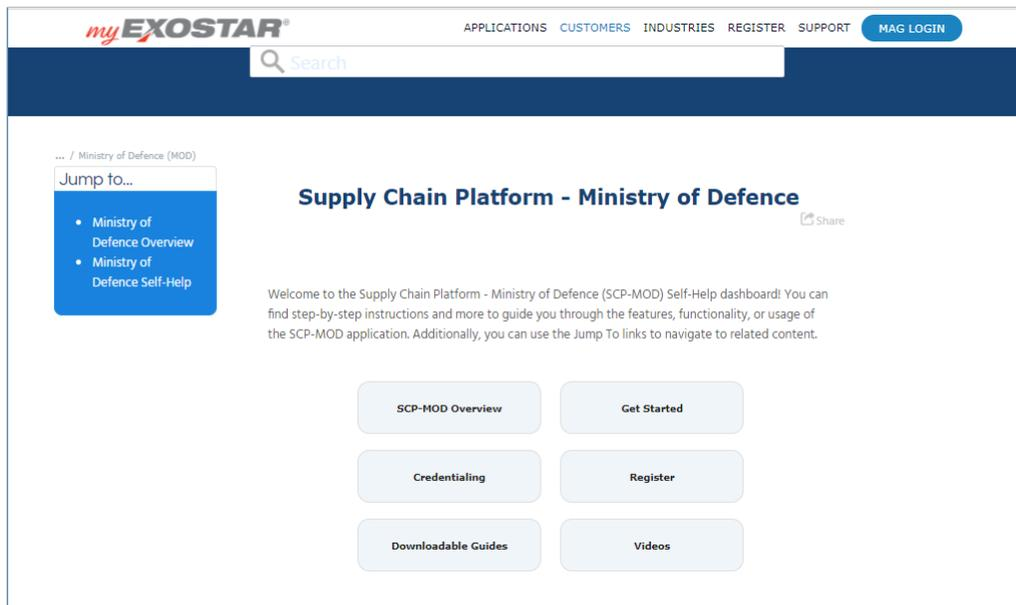 myEXOSTAR®
APPLICATIONS CUSTOMERS INDUSTRIES REGISTER SUPPORT MAG LOGIN
Search
... / Ministry of Defence (MOD)
Jump to...
• Ministry of
Defence Overview
• Ministry of
Defence Self-Help
Supply Chain Platform - Ministry of Defence
Share
Welcome to the Supply Chain Platform - Ministry of Defence (SCP-MOD) Self-Help dashboard! You can
find step-by-step instructions and more to guide you through the features, functionality, or usage of
the SCP-MOD application. Additionally, you can use the Jump To links to navigate to related content.
SCP-MOD Overview
Get Started
Credentialing
Register
Downloadable Guides
Videos